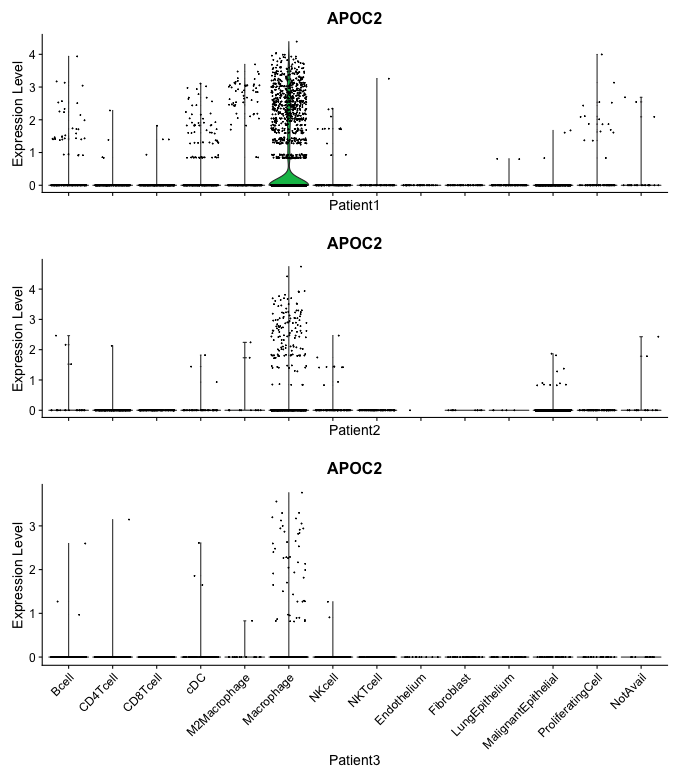 APOC2
4
3
2
1
0
Expression Level
Patient1
APOC2
4
3
2
1
0
Expression Level
Patient2
APOC2
3
2
1
0
Expression Level
Bcell
CD4Tcell
CD8Tcell
cDC
M2Macrophage
Macrophage
NKcell
NKTcell
Endothelium
Fibroblast
LungEpithelium
MalignantEpithelial
ProliferatingCell
NotAvail
Patient3